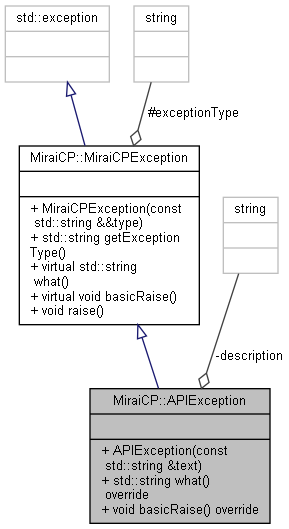 std::exception
string
#exceptionType
MiraiCP::MiraiCPException
+ MiraiCPException(const
std::string &&type)
+ std::string getException
Type()
+ virtual std::string
what()
+ virtual void basicRaise()
+ void raise()
string
-description
MiraiCP::APIException
+ APIException(const
std::string &text)
+ std::string what()
override
+ void basicRaise() override